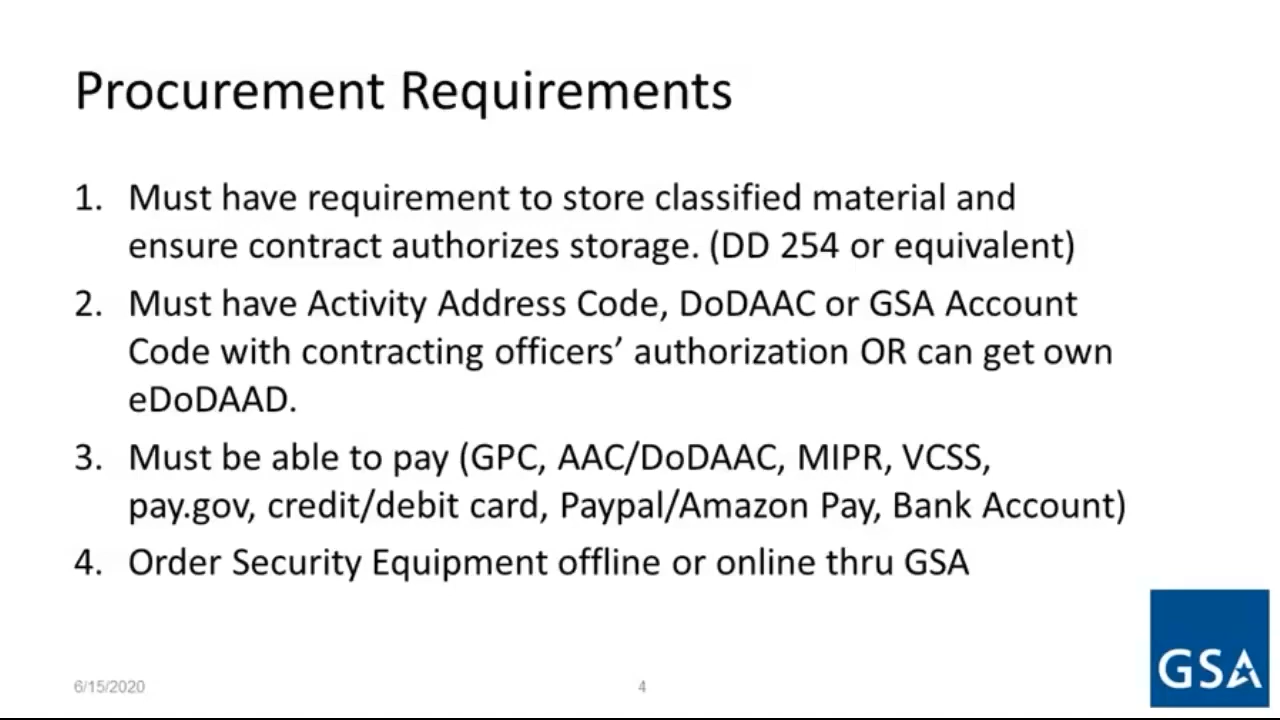 Procurement Requirements
1. Must have requirement to store classified material and
ensure contract authorizes storage. (DD 254 or equivalent)
2. Must have Activity Address Code, DoDAAC or GSA Account
Code with contracting officers’ authorization OR can get own
eDoDAAD.
3. Must be able to pay (GPC, AAC/DoDAAC, MIPR, VCSS,
pay.gov, credit/debit card, Paypal/Amazon Pay, Bank Account)
4. Order Security Equipment offline or online thru GSA
6/15/2020
4
GSA